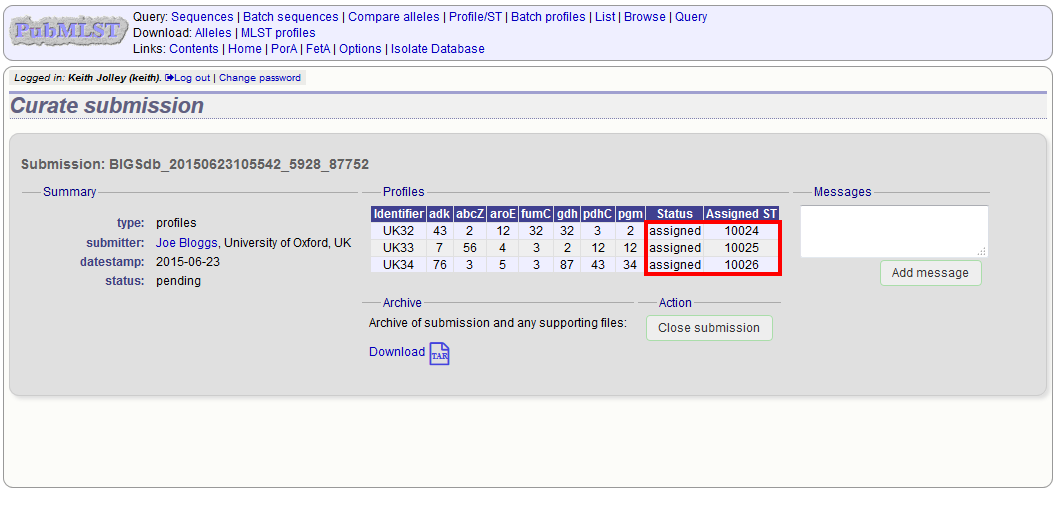 PubMLST
Query: Sequences | Batch sequences | Compare alleles | Profile/ST | Batch profiles | List | Browse | Query
Download: Alleles | MLST profiles
Links: Contents | Home | PorA | FetA | Options | Isolate Database
Logged in: Keith Jolley (keith). Log out | Change password
Curate submission
Submission: BIGSdb_20150623105542_5928_87752
Summary
type: profiles
submitter: Joe Bloggs, University of Oxford, UK
datestamp: 2015-06-23
status: pending
Profiles
Identifier adk abcZ aroE fumC gdh pdhC pgm Status Assigned ST
UK32 43 2 12 32 32 3 2 assigned 10024
UK33 7 56 4 3 2 12 12 assigned 10025
UK34 76 3 5 3 87 43 34 assigned 10026
Archive
Archive of submission and any supporting files:
Download TAR
Action
Close submission
Messages
Add message